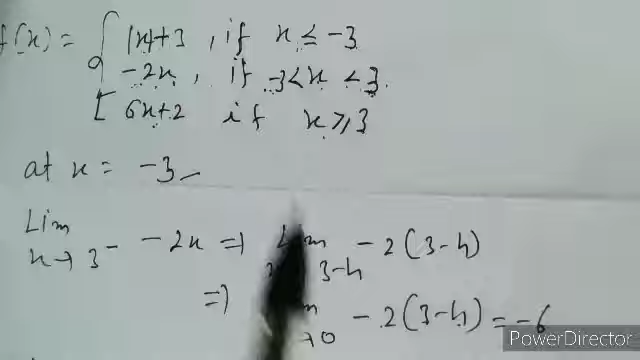 f(x) = { |x|+3 , if x ≤ -3
-2x , if -3 < x < 3
6x+2 if x ≥ 3
at x = -3
Lim x→3⁻ -2x ⇒ Lim 3-h -2(3-h)
⇒ →0 -2(3-h) = -6
PowerDirector